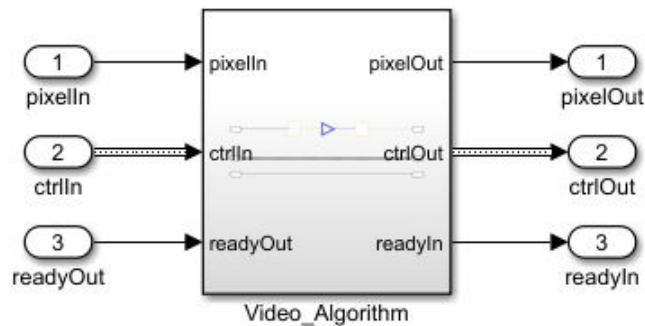 1
pixelIn
pixelIn
pixelOut
1
pixelOut
2
ctrlIn
ctrlIn
ctrlOut
2
ctrlOut
3
readyOut
readyOut
readyIn
3
readyIn
Video_Algorithm